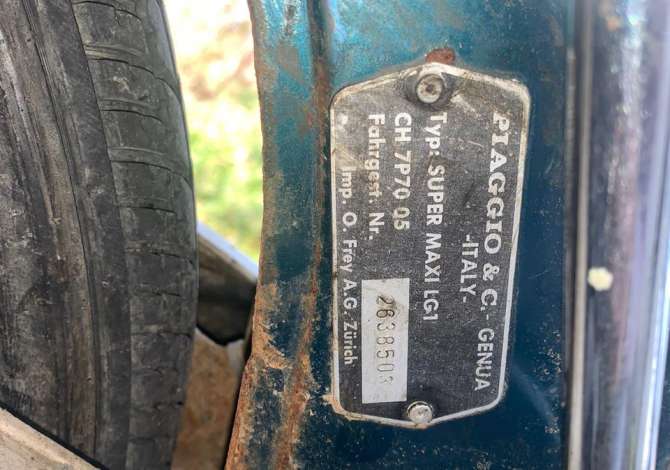 PIAGGIO & C. GENUA
-ITALY-
Typ: SUPER MAXI LG1
CH 7P70 05
Fahrgest. Nr. 2638503
Imp. O. Frey A.G. Zürich